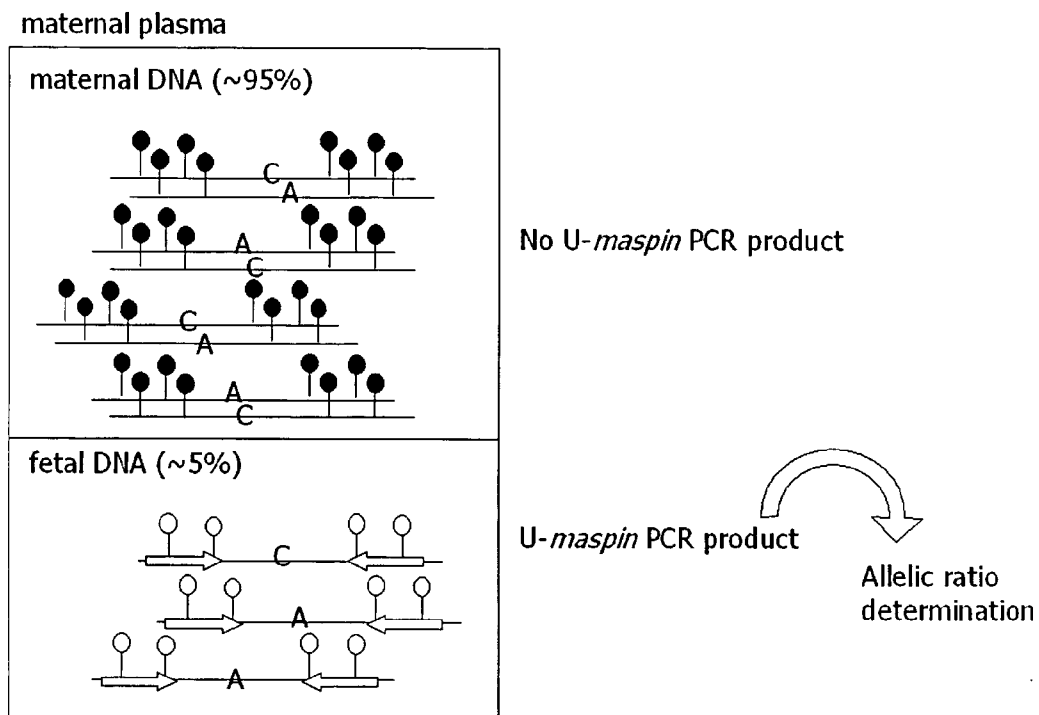 maternal plasma
maternal DNA (~95%)
C
A
A
C
C
A
A
C
No U-maspin PCR product
fetal DNA (~5%)
C
A
A
U-maspin PCR product
Allelic ratio
determination